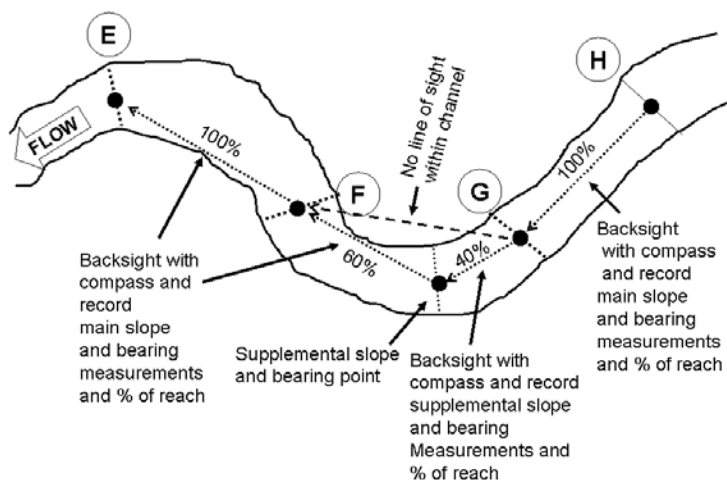 E
H
FLOW
100%
No line of sight
within channel
100%
F
G
60%
40%
Backsight with
compass and
record
main slope
and bearing
measurements
and % of reach
Supplemental slope
and bearing point
Backsight with
compass and record
supplemental slope
and bearing
Measurements and
% of reach
Backsight
with compass
and record
main slope
and bearing
measurements
and % of reach